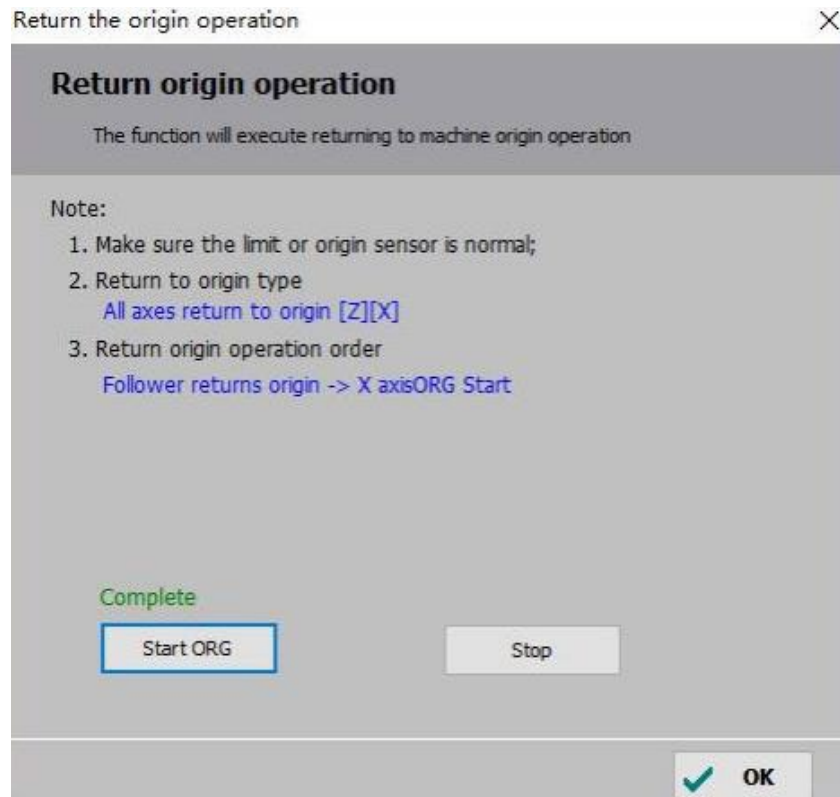 Return the origin operation
Return origin operation
The function will execute returning to machine origin operation
Note:
1. Make sure the limit or origin sensor is normal;
2. Return to origin type
All axes return to origin [Z][X]
3. Return origin operation order
Follower returns origin -> X axisORG Start
Complete
Start ORG
Stop
OK